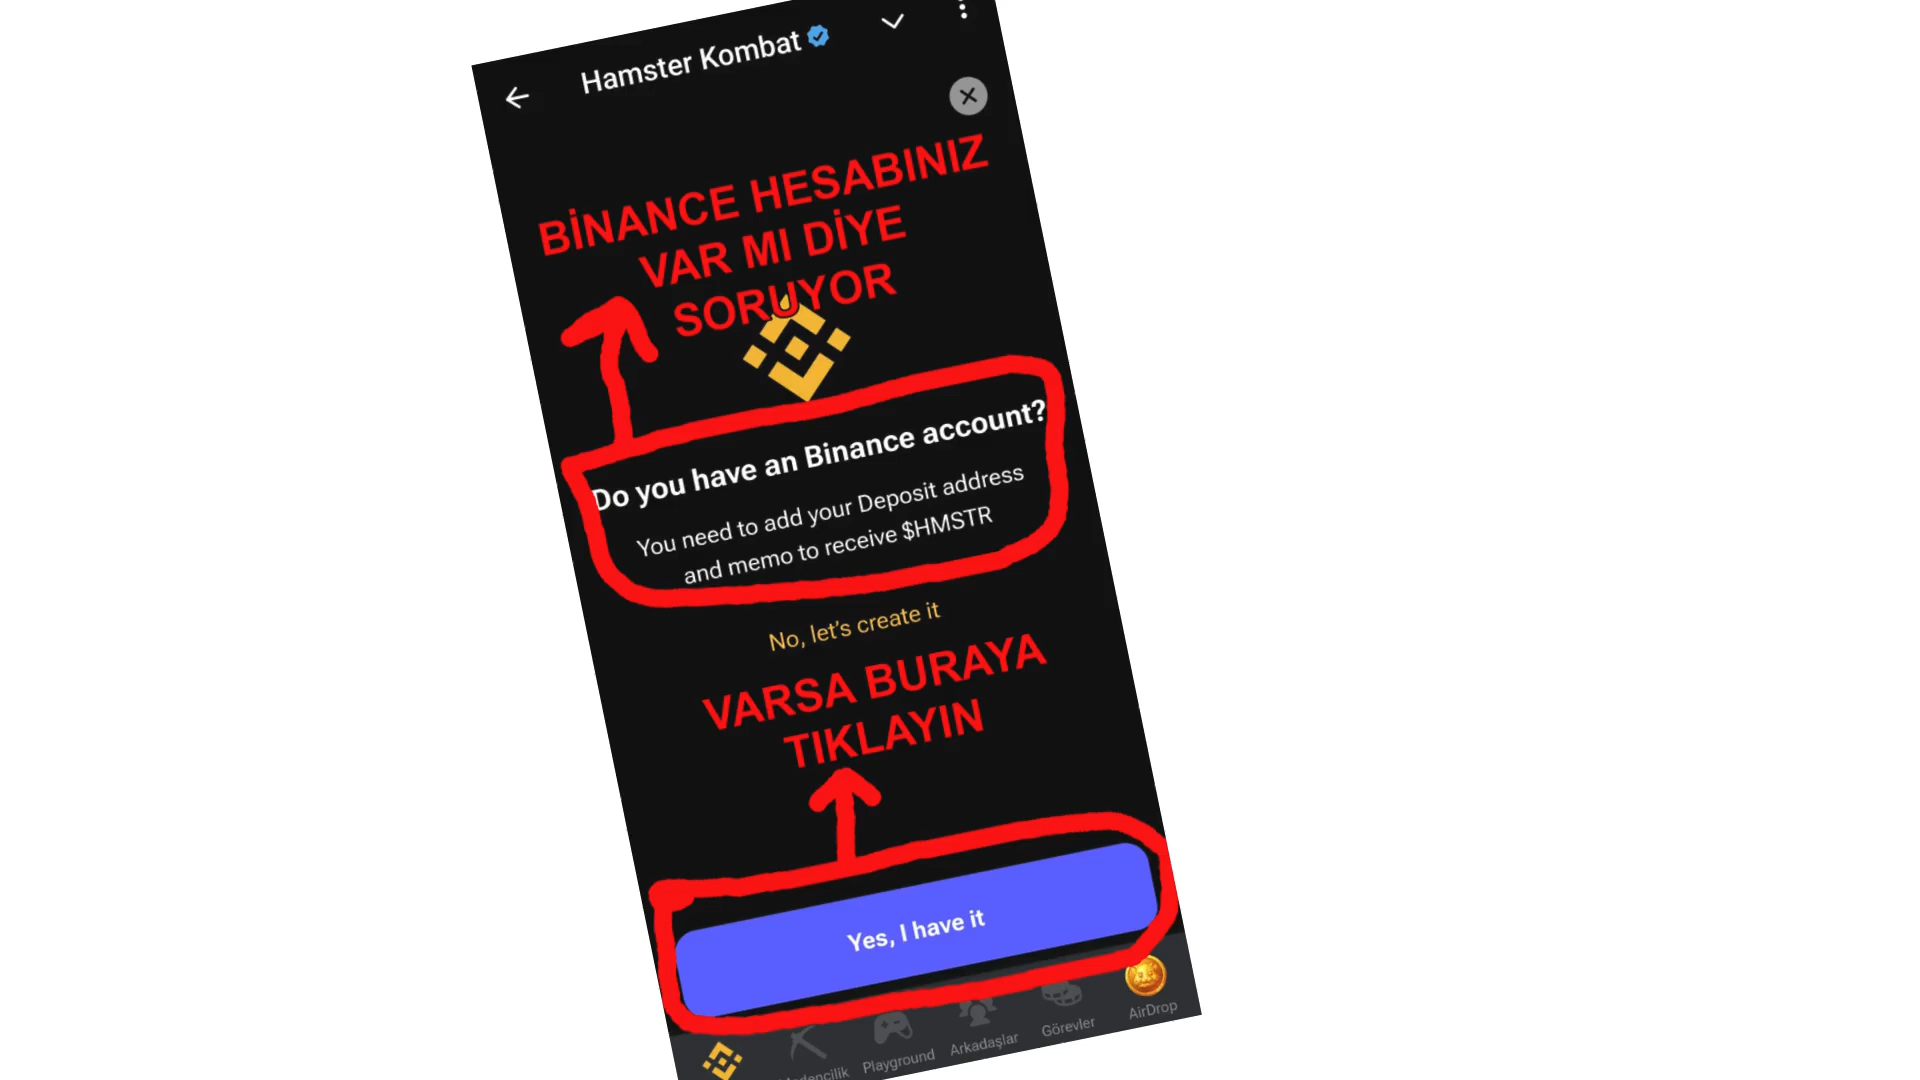 Hamster Kombat
BİNANCE HESABINIZ
VAR MI DİYE
SORUYOR
Do you have an Binance account?
You need to add your Deposit address
and memo to receive $HMSTR
No, let's create it
VARSA BURAYA
TIKLAYIN
Yes, I have it
Playground
Arkadaşlar
Görevler
AirDrop